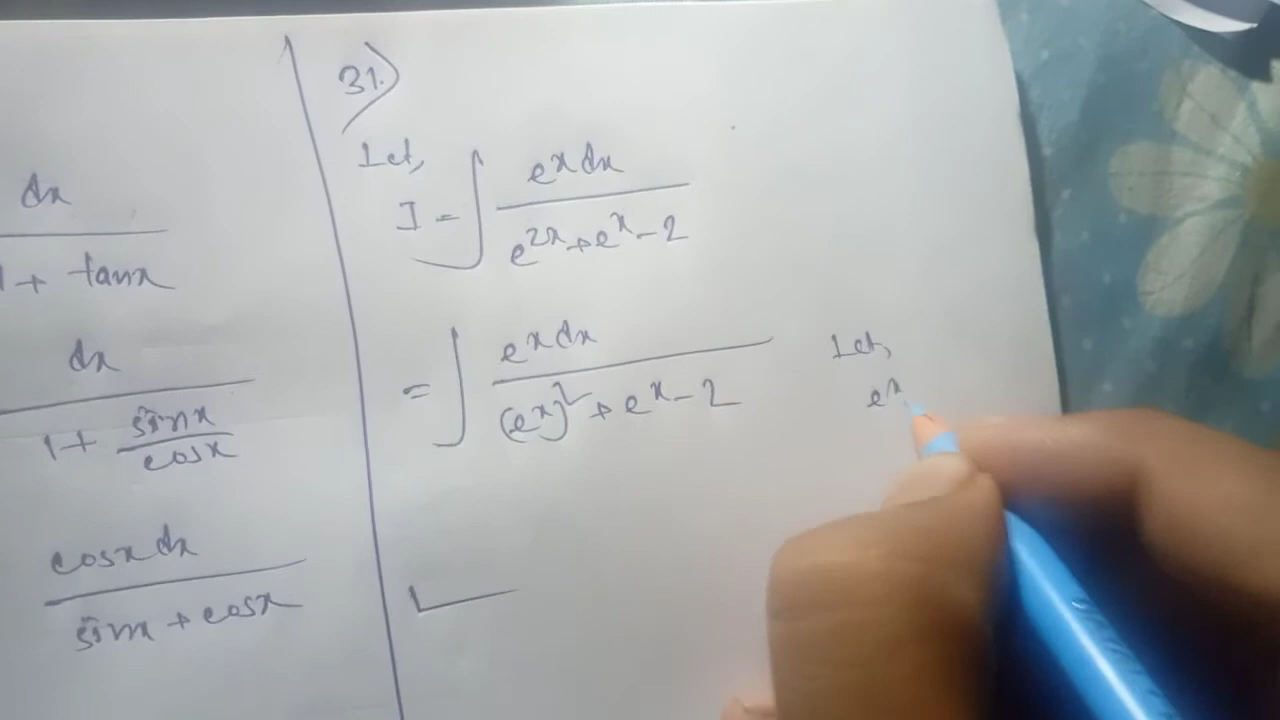 dx
1 + tanx
dx
1 + sinx
cosx
cosx dx
sinx + cosx
31.)
Let,
I = ∫ e^x dx
e^2x + e^x - 2
= ∫ e^x dx
(e^x)^2 + e^x - 2
Let,
e^x